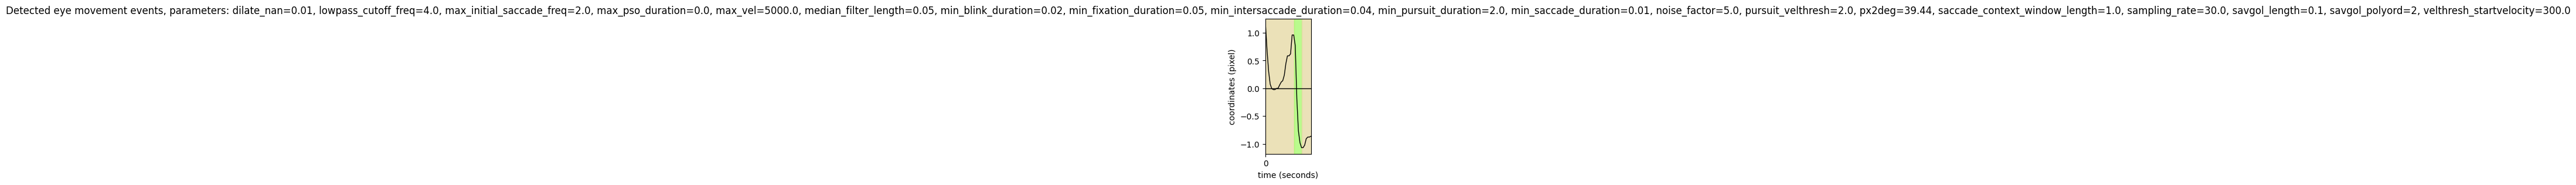 Detected eye movement events, parameters: dilate_nan=0.01, lowpass_cutoff_freq=4.0, max_initial_saccade_freq=2.0, max_pso_duration=0.0, max_vel=5000.0, median_filter_length=0.05, min_blink_duration=0.02, min_fixation_duration=0.05, min_intersaccade_duration=0.04, min_pursuit_duration=2.0, min_saccade_duration=0.01, noise_factor=5.0, pursuit_velthresh=2.0, px2deg=39.44, saccade_context_window_length=1.0, sampling_rate=30.0, savgol_length=0.1, savgol_polyord=2, velthresh_startvelocity=300.0
coordinates (pixel)
1.0
0.5
0.0
−0.5
−1.0
0
time (seconds)